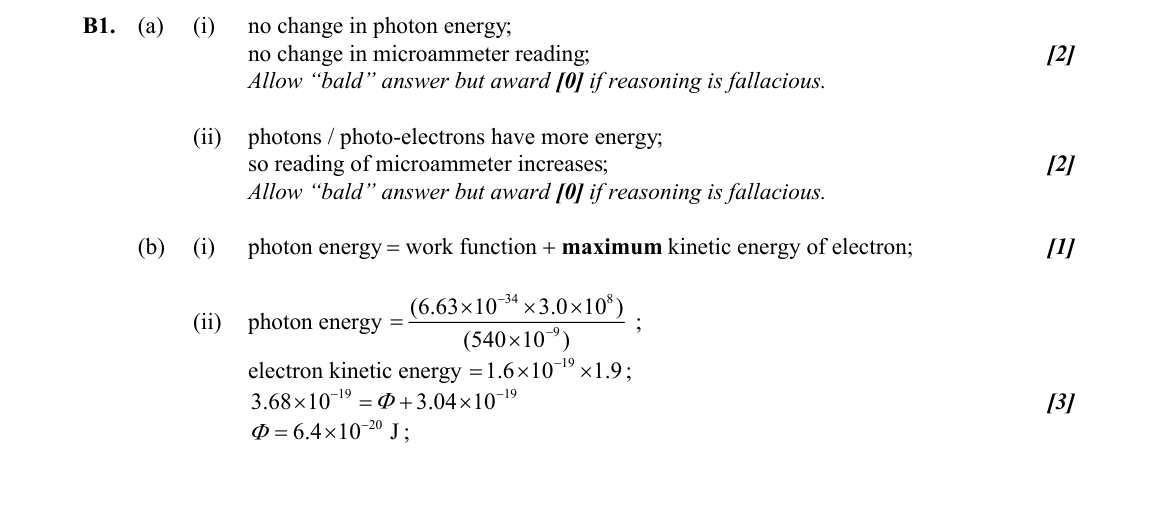 B1. (a) (i) no change in photon energy;
no change in microammeter reading; [2]
Allow “bald” answer but award [0] if reasoning is fallacious.
(ii) photons / photo-electrons have more energy;
so reading of microammeter increases; [2]
Allow “bald” answer but award [0] if reasoning is fallacious.
(b) (i) photon energy = work function + maximum kinetic energy of electron; [1]
(ii) photon energy = (6.63×10⁻³⁴ ×3.0×10⁸) / (540×10⁻⁹) ;
electron kinetic energy = 1.6×10⁻¹⁹ ×1.9;
3.68×10⁻¹⁹ = Φ + 3.04×10⁻¹⁹ [3]
Φ = 6.4×10⁻²⁰ J;